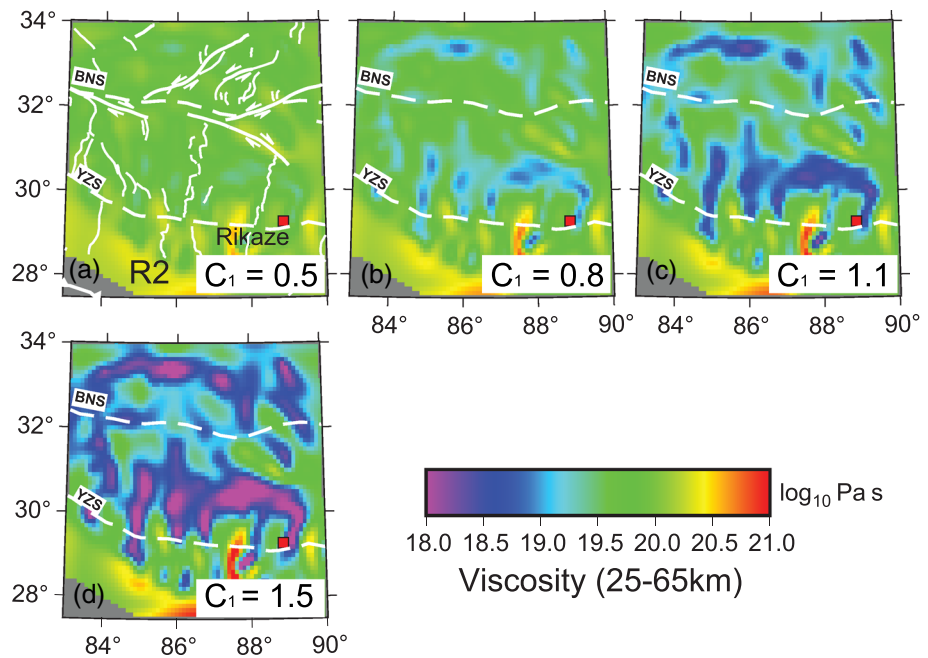 34°
32°
30°
28°
BNS
YZS
Rikaze
(a)
R2
C1 = 0.5
BNS
YZS
(b)
C1 = 0.8
84° 86° 88° 90°
BNS
YZS
(c)
C1 = 1.1
84° 86° 88° 90°
34°
32°
30°
28°
BNS
YZS
(d)
C1 = 1.5
84° 86° 88° 90°
log10 Pa s
18.0 18.5 19.0 19.5 20.0 20.5 21.0
Viscosity (25-65km)